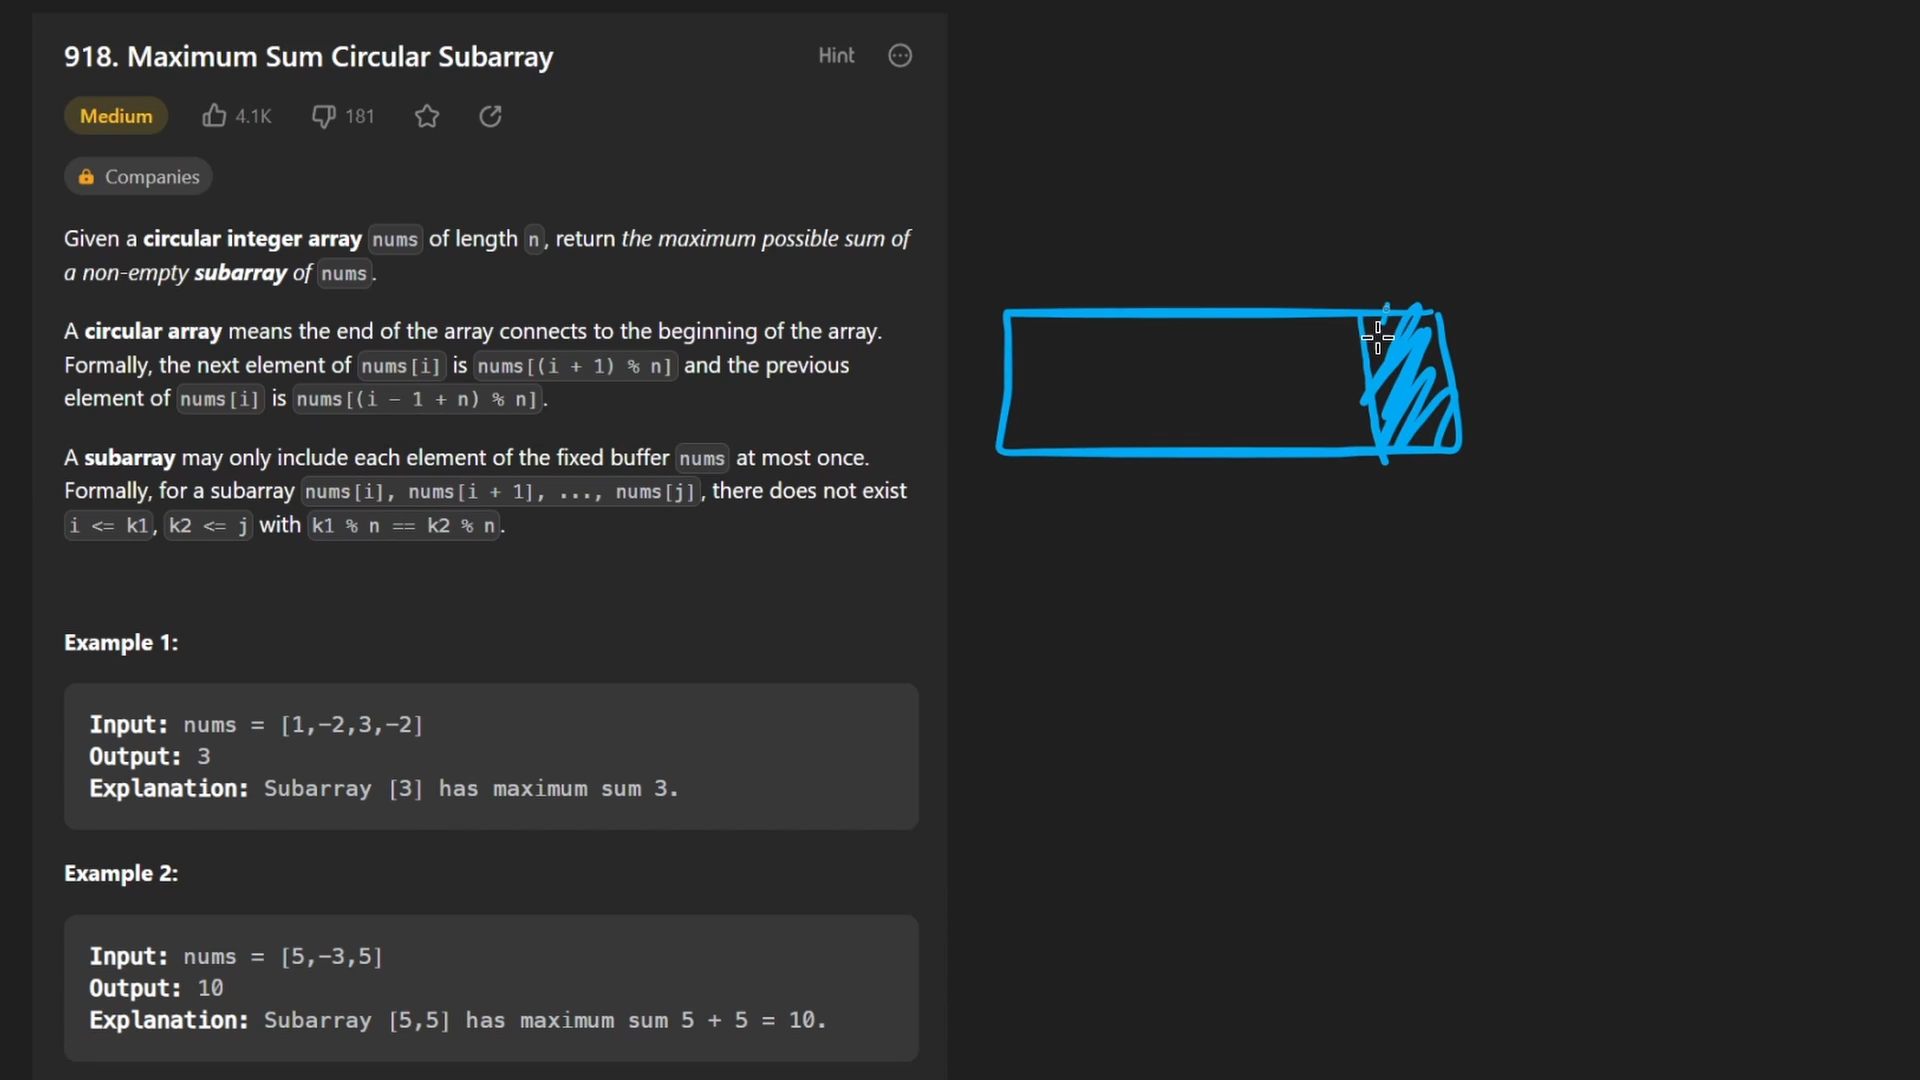 918. Maximum Sum Circular Subarray
Hint
Medium 4.1K 181
Companies
Given a circular integer array nums of length n, return the maximum possible sum of
a non-empty subarray of nums.
A circular array means the end of the array connects to the beginning of the array.
Formally, the next element of nums[i] is nums[(i + 1) % n] and the previous
element of nums[i] is nums[(i - 1 + n) % n].
A subarray may only include each element of the fixed buffer nums at most once.
Formally, for a subarray nums[i], nums[i + 1], ..., nums[j], there does not exist
i <= k1, k2 <= j with k1 % n == k2 % n.
Example 1:
Input: nums = [1,-2,3,-2]
Output: 3
Explanation: Subarray [3] has maximum sum 3.
Example 2:
Input: nums = [5,-3,5]
Output: 10
Explanation: Subarray [5,5] has maximum sum 5 + 5 = 10.